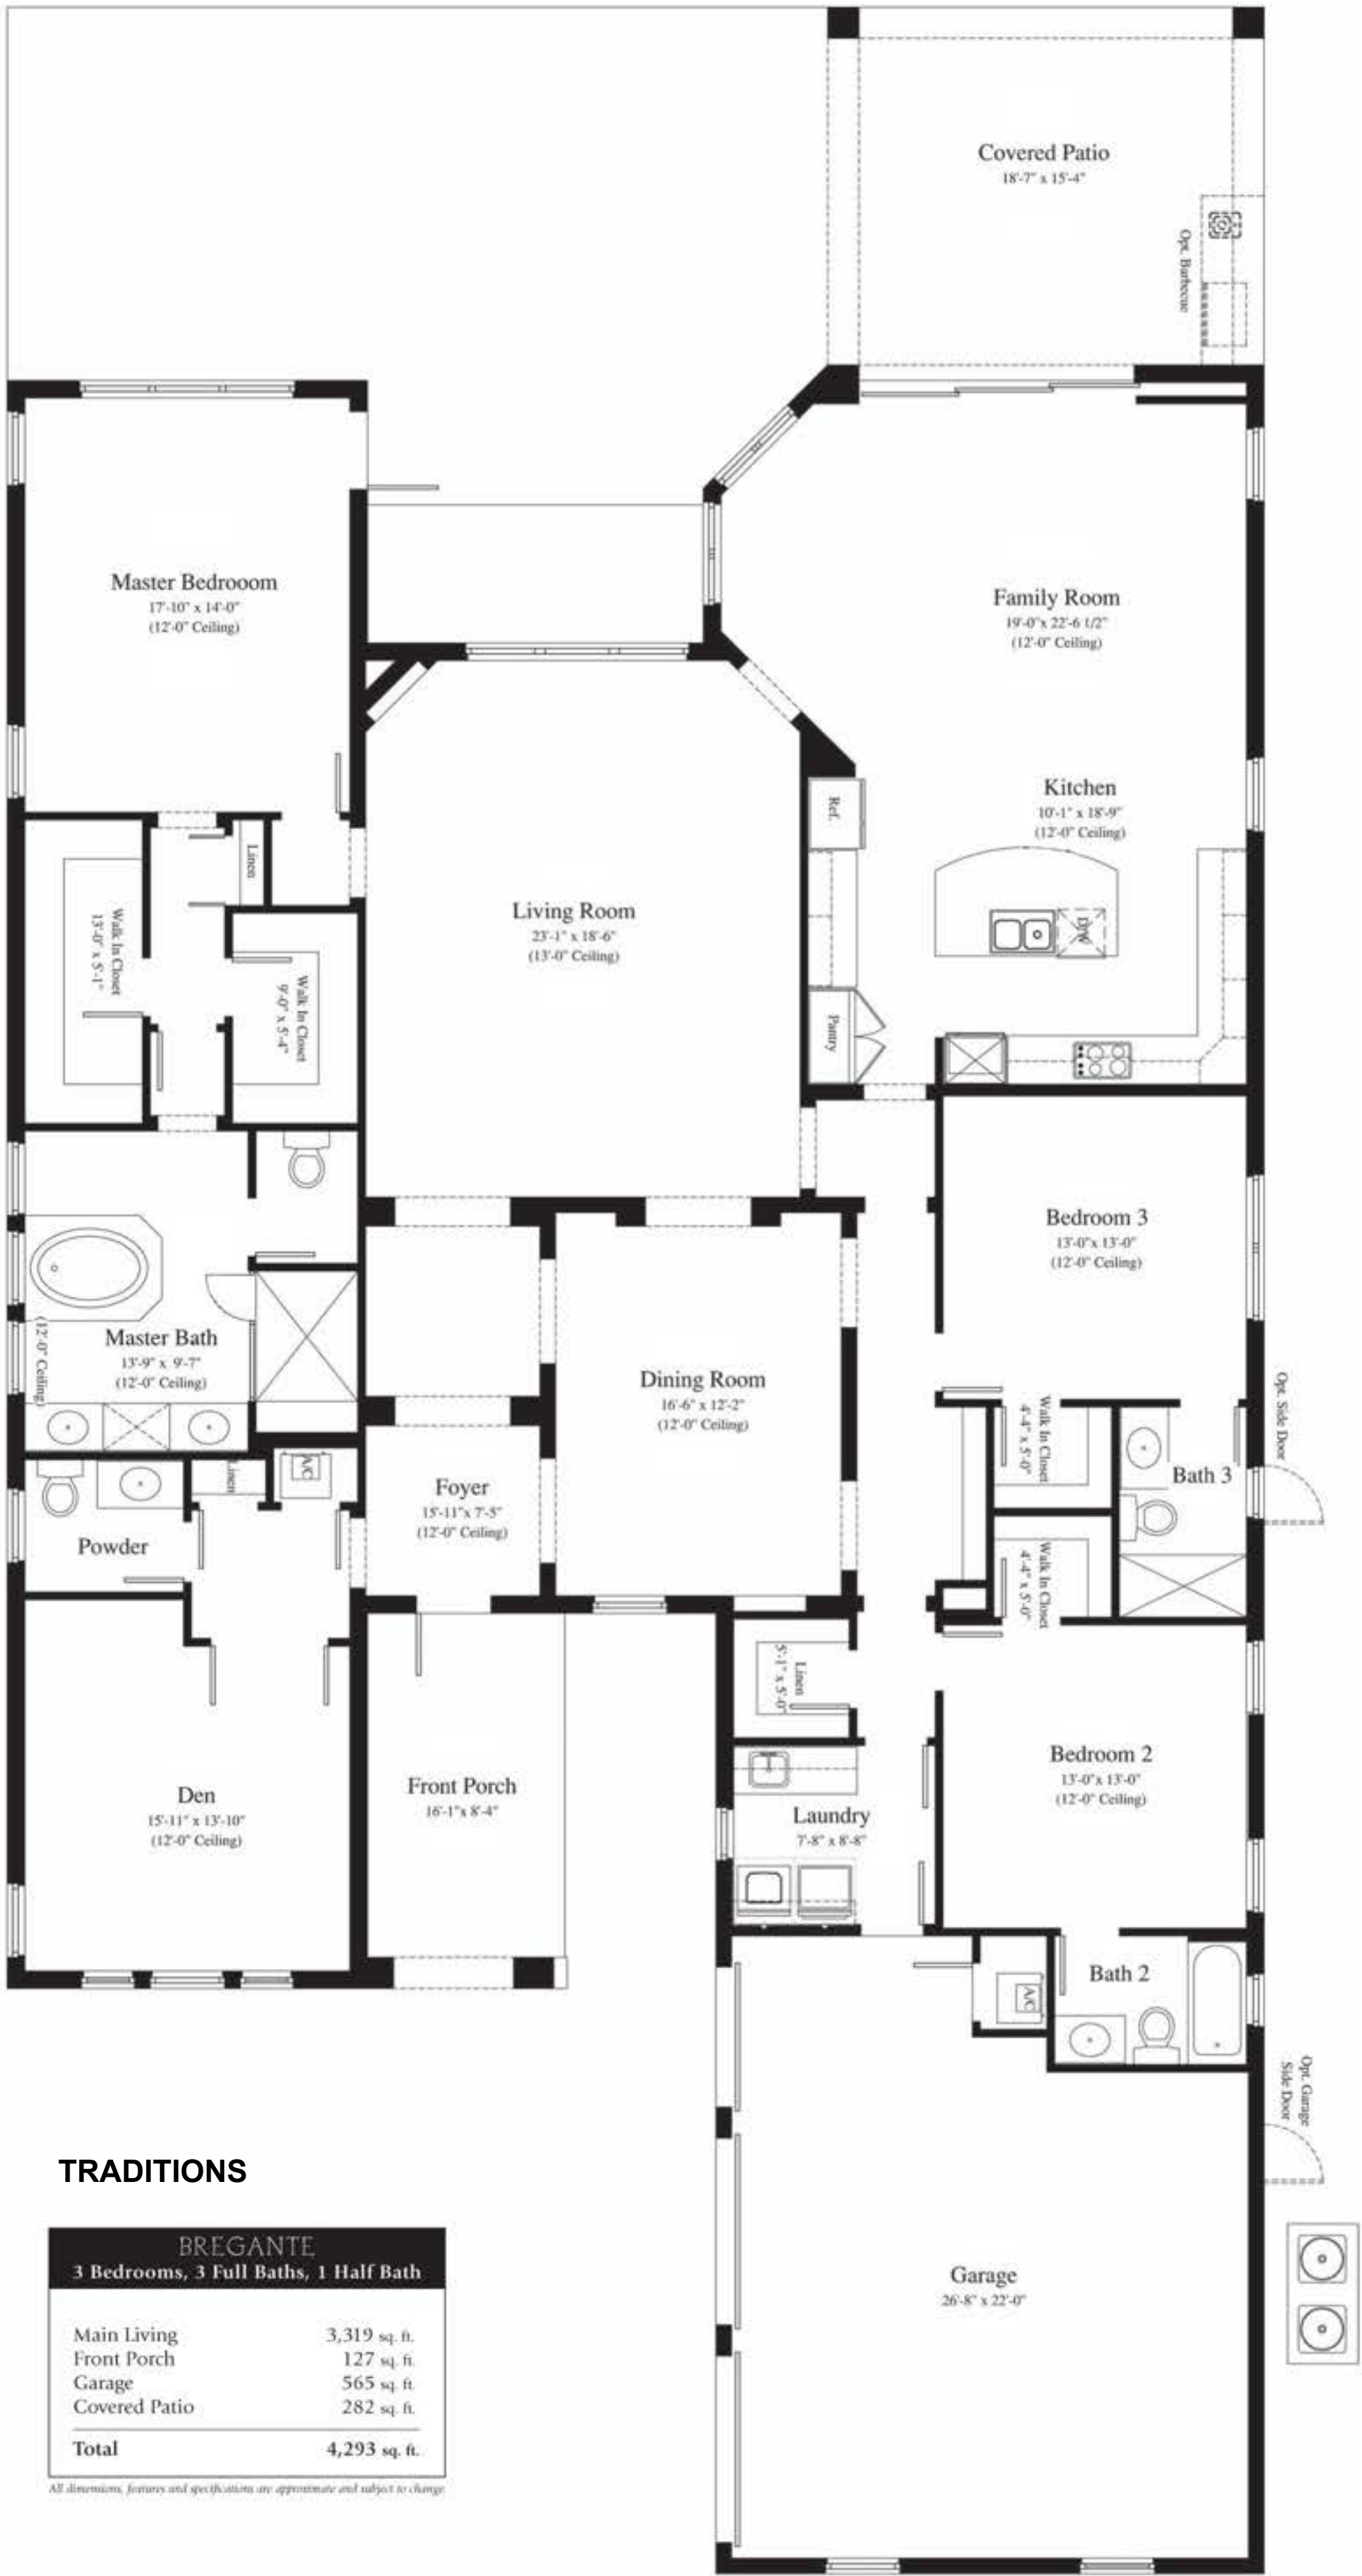 Covered Patio
18'-7" x 15'-4"
Opt. Barbecue
Master Bedrooom
17'-10" x 14'-0"
(12'-0" Ceiling)
Family Room
19'-0"x 22'-6 1/2"
(12'-0" Ceiling)
Kitchen
10'-1" x 18'-9"
(12'-0" Ceiling)
Ref.
Linen
Living Room
23'-1" x 18'-6"
(13'-0" Ceiling)
D/W
Walk In Closet
13'-0" x 5'-1"
Walk In Closet
9'-0" x 5'-4"
Pantry
Bedroom 3
13'-0"x 13'-0"
(12'-0" Ceiling)
Master Bath
13'-9" x 9'-7"
(12'-0" Ceiling)
(12'-0" Ceiling)
Dining Room
16'-6" x 12'-2"
(12'-0" Ceiling)
Opt. Side Door
Walk In Closet
4'-4" x 5'-0"
Bath 3
Linen
A/C
Foyer
15'-11"x 7'-5"
(12'-0" Ceiling)
Powder
Walk In Closet
4'-4" x 5'-0"
Linen
5'-1" x 5'-0"
Bedroom 2
13'-0"x 13'-0"
(12'-0" Ceiling)
Den
15'-11" x 13'-10"
(12'-0" Ceiling)
Front Porch
16'-1"x 8'-4"
Laundry
7'-8" x 8'-8"
Bath 2
A/C
Opt. Garage
Side Door
TRADITIONS
BREGANTE
3 Bedrooms, 3 Full Baths, 1 Half Bath
Main Living 3,319 sq. ft.
Front Porch 127 sq. ft.
Garage 565 sq. ft.
Covered Patio 282 sq. ft.
Total 4,293 sq. ft.
All dimensions, features and specifications are approximate and subject to change.
Garage
26'-8" x 22'-0"